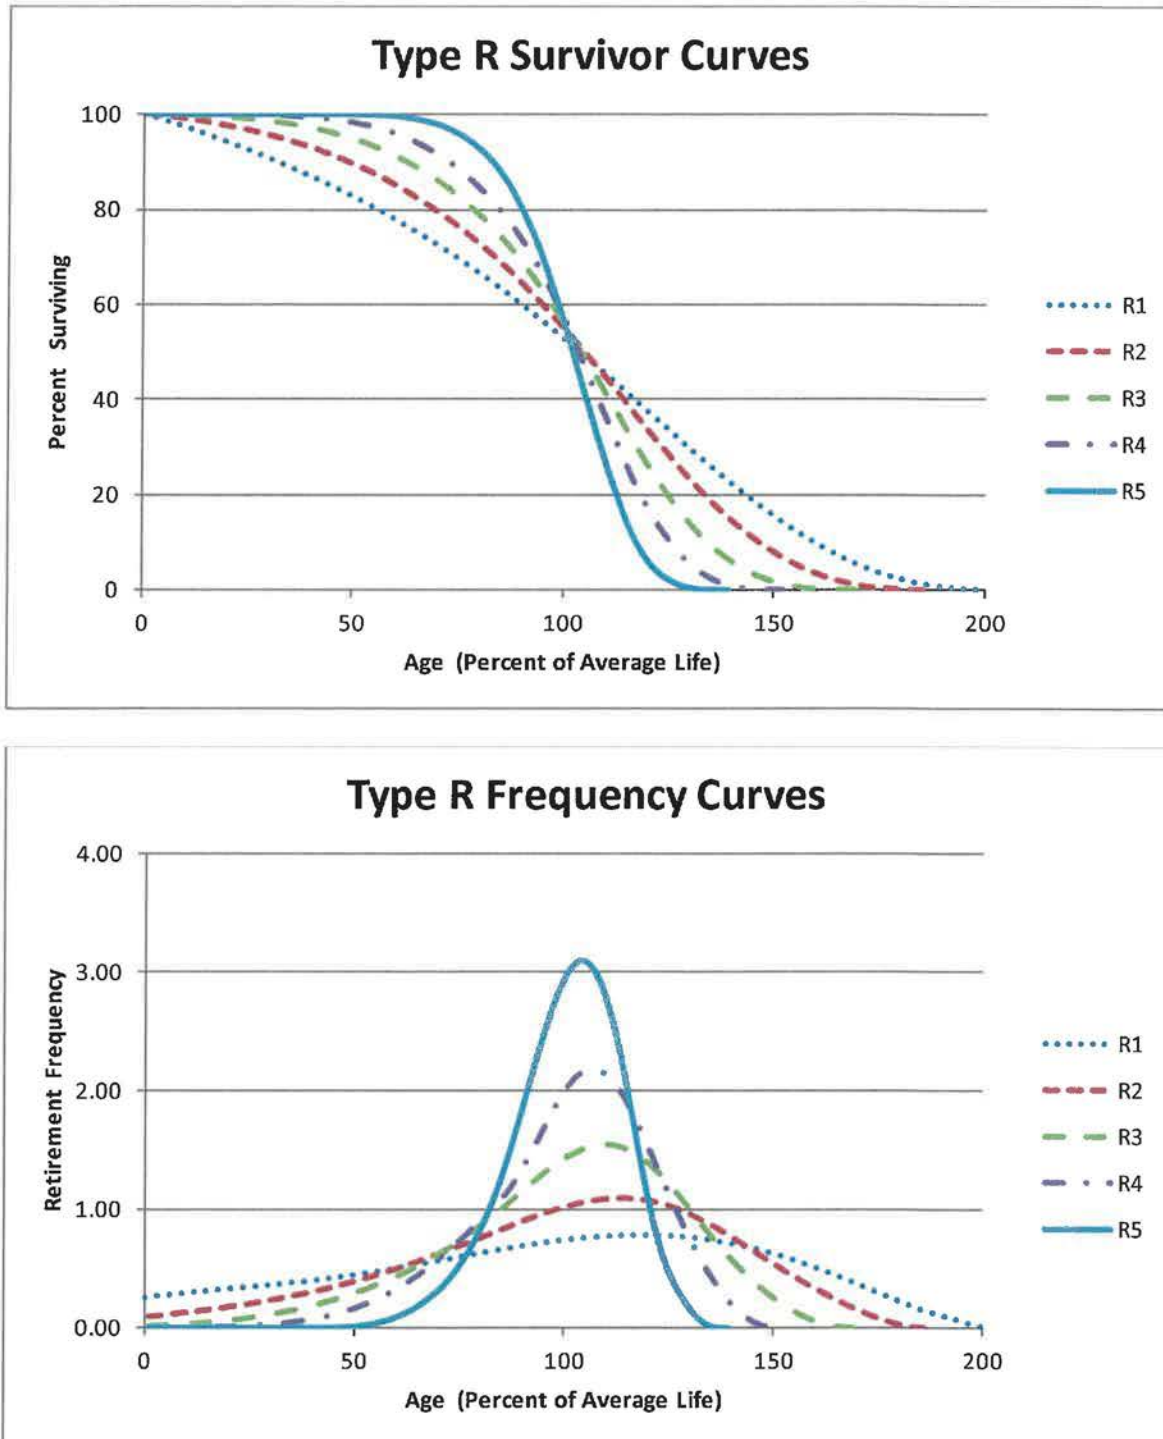 Type R Survivor Curves
100
80
60
40
20
0
Percent Surviving
0 50 100 150 200
Age (Percent of Average Life)
R1
R2
R3
R4
R5
Type R Frequency Curves
4.00
3.00
2.00
1.00
0.00
Retirement Frequency
0 50 100 150 200
Age (Percent of Average Life)
R1
R2
R3
R4
R5